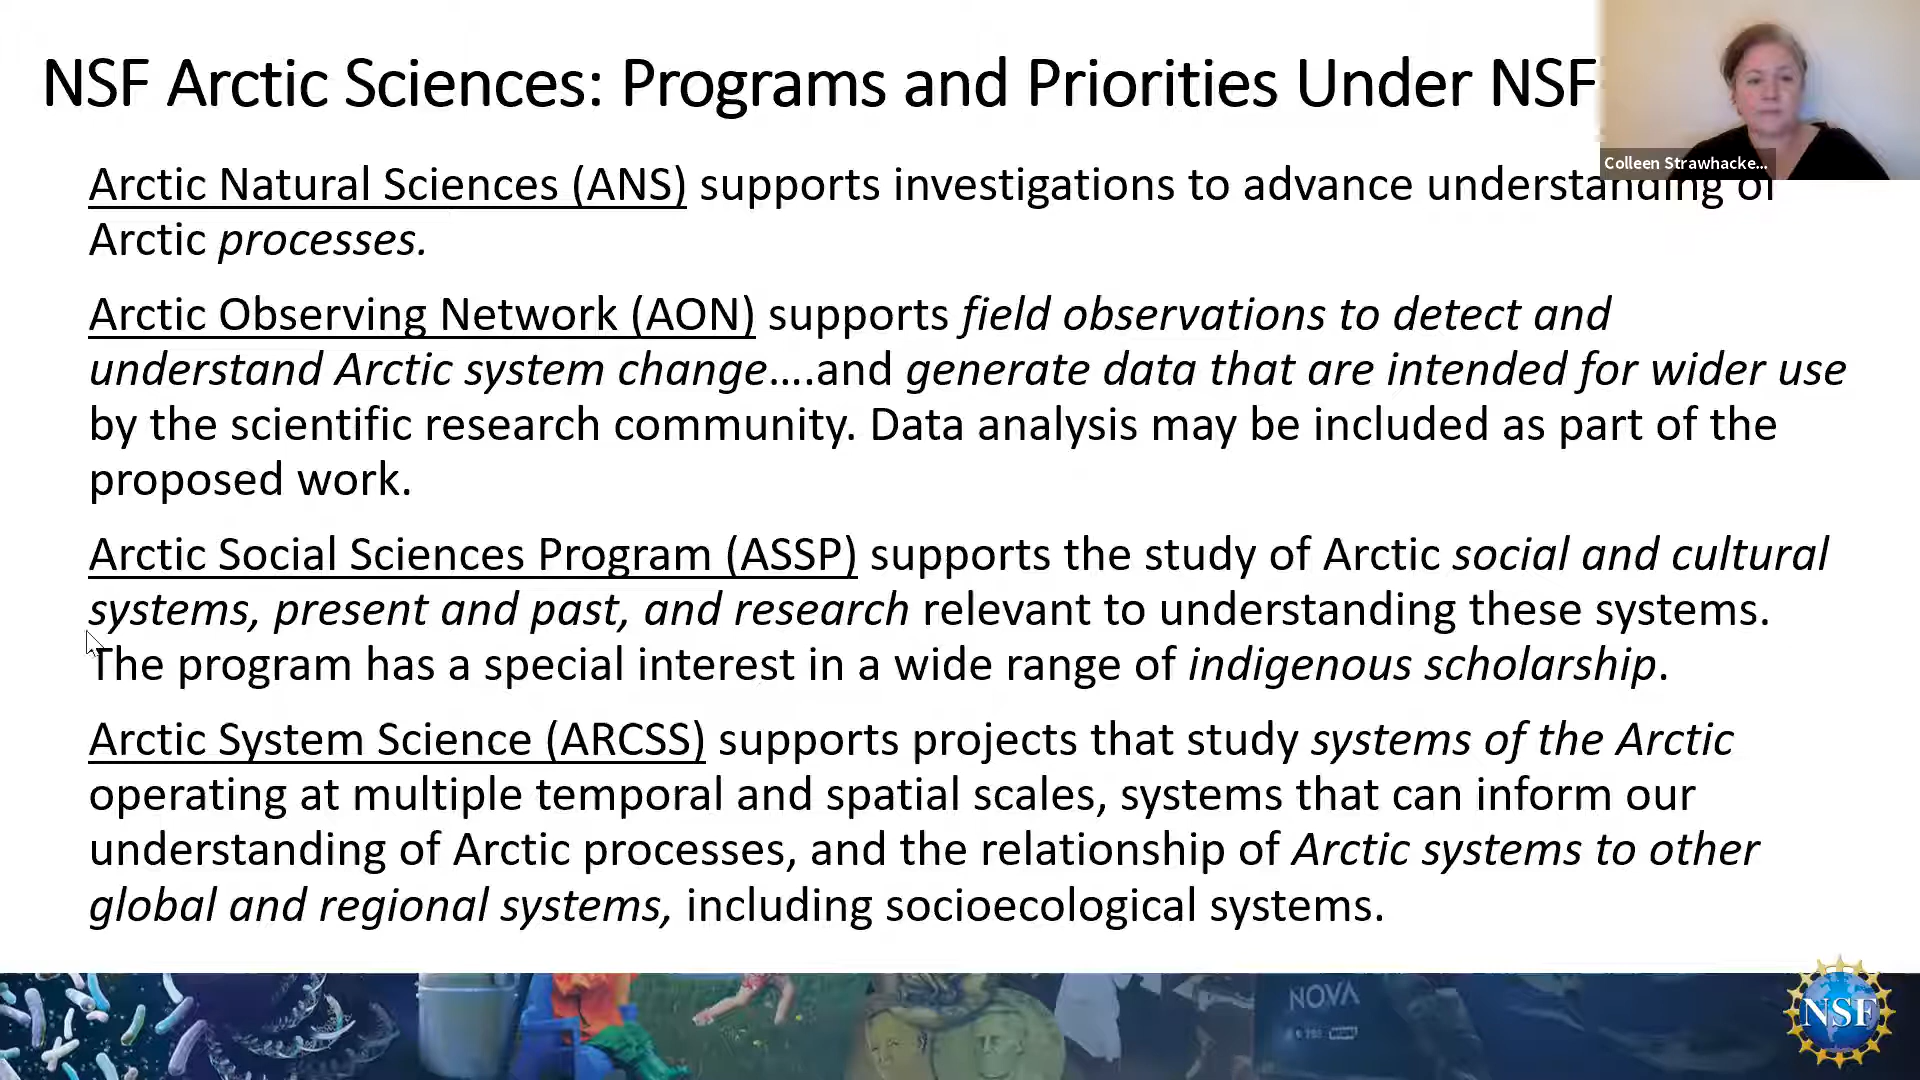 NSF Arctic Sciences: Programs and Priorities Under NSF
Colleen Strawhacke...
Arctic Natural Sciences (ANS) supports investigations to advance understanding of
Arctic processes.
Arctic Observing Network (AON) supports field observations to detect and
understand Arctic system change....and generate data that are intended for wider use
by the scientific research community. Data analysis may be included as part of the
proposed work.
Arctic Social Sciences Program (ASSP) supports the study of Arctic social and cultural
systems, present and past, and research relevant to understanding these systems.
The program has a special interest in a wide range of indigenous scholarship.
Arctic System Science (ARCSS) supports projects that study systems of the Arctic
operating at multiple temporal and spatial scales, systems that can inform our
understanding of Arctic processes, and the relationship of Arctic systems to other
global and regional systems, including socioecological systems.
NOVA
NSF